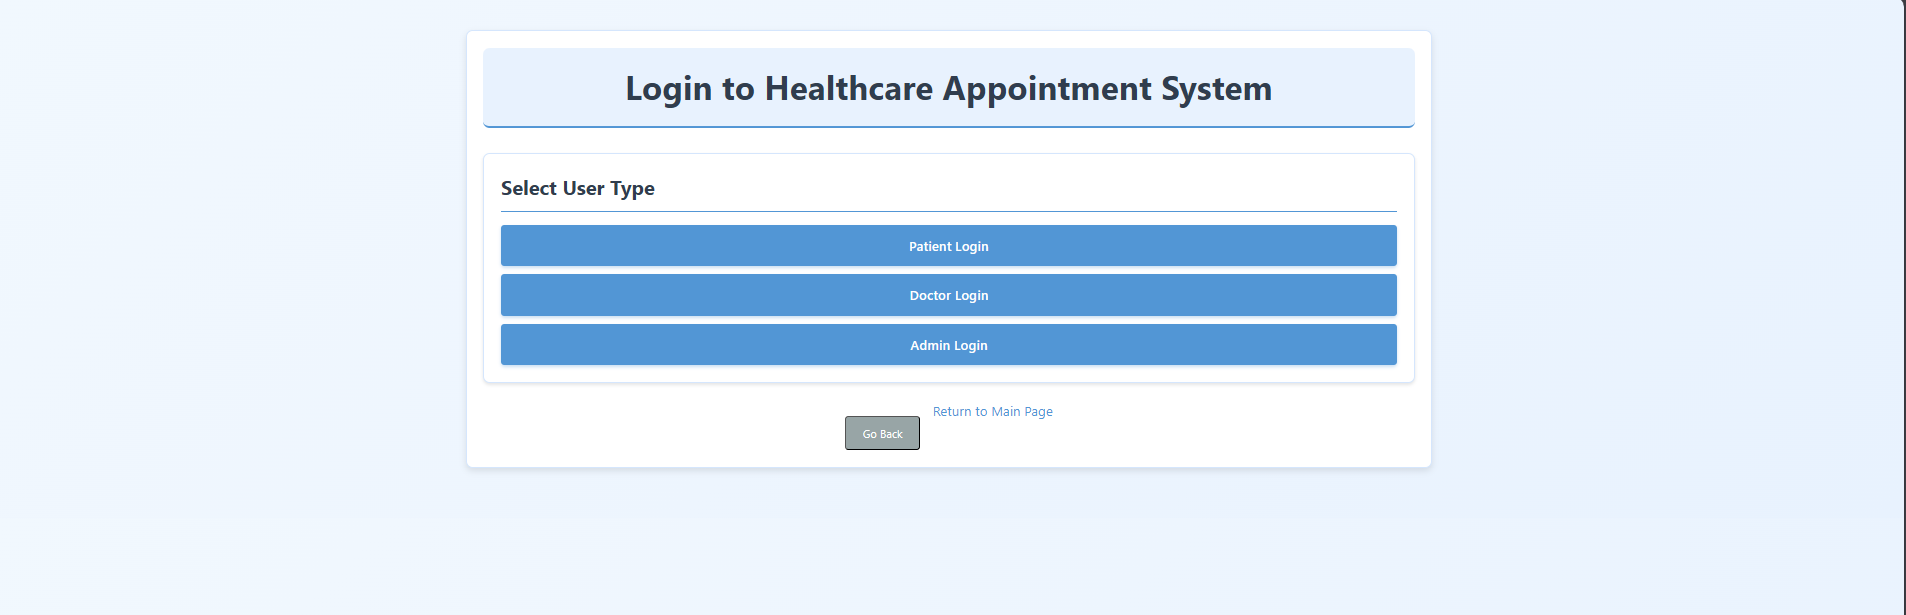 Login to Healthcare Appointment System
Select User Type
Patient Login
Doctor Login
Admin Login
Return to Main Page
Go Back